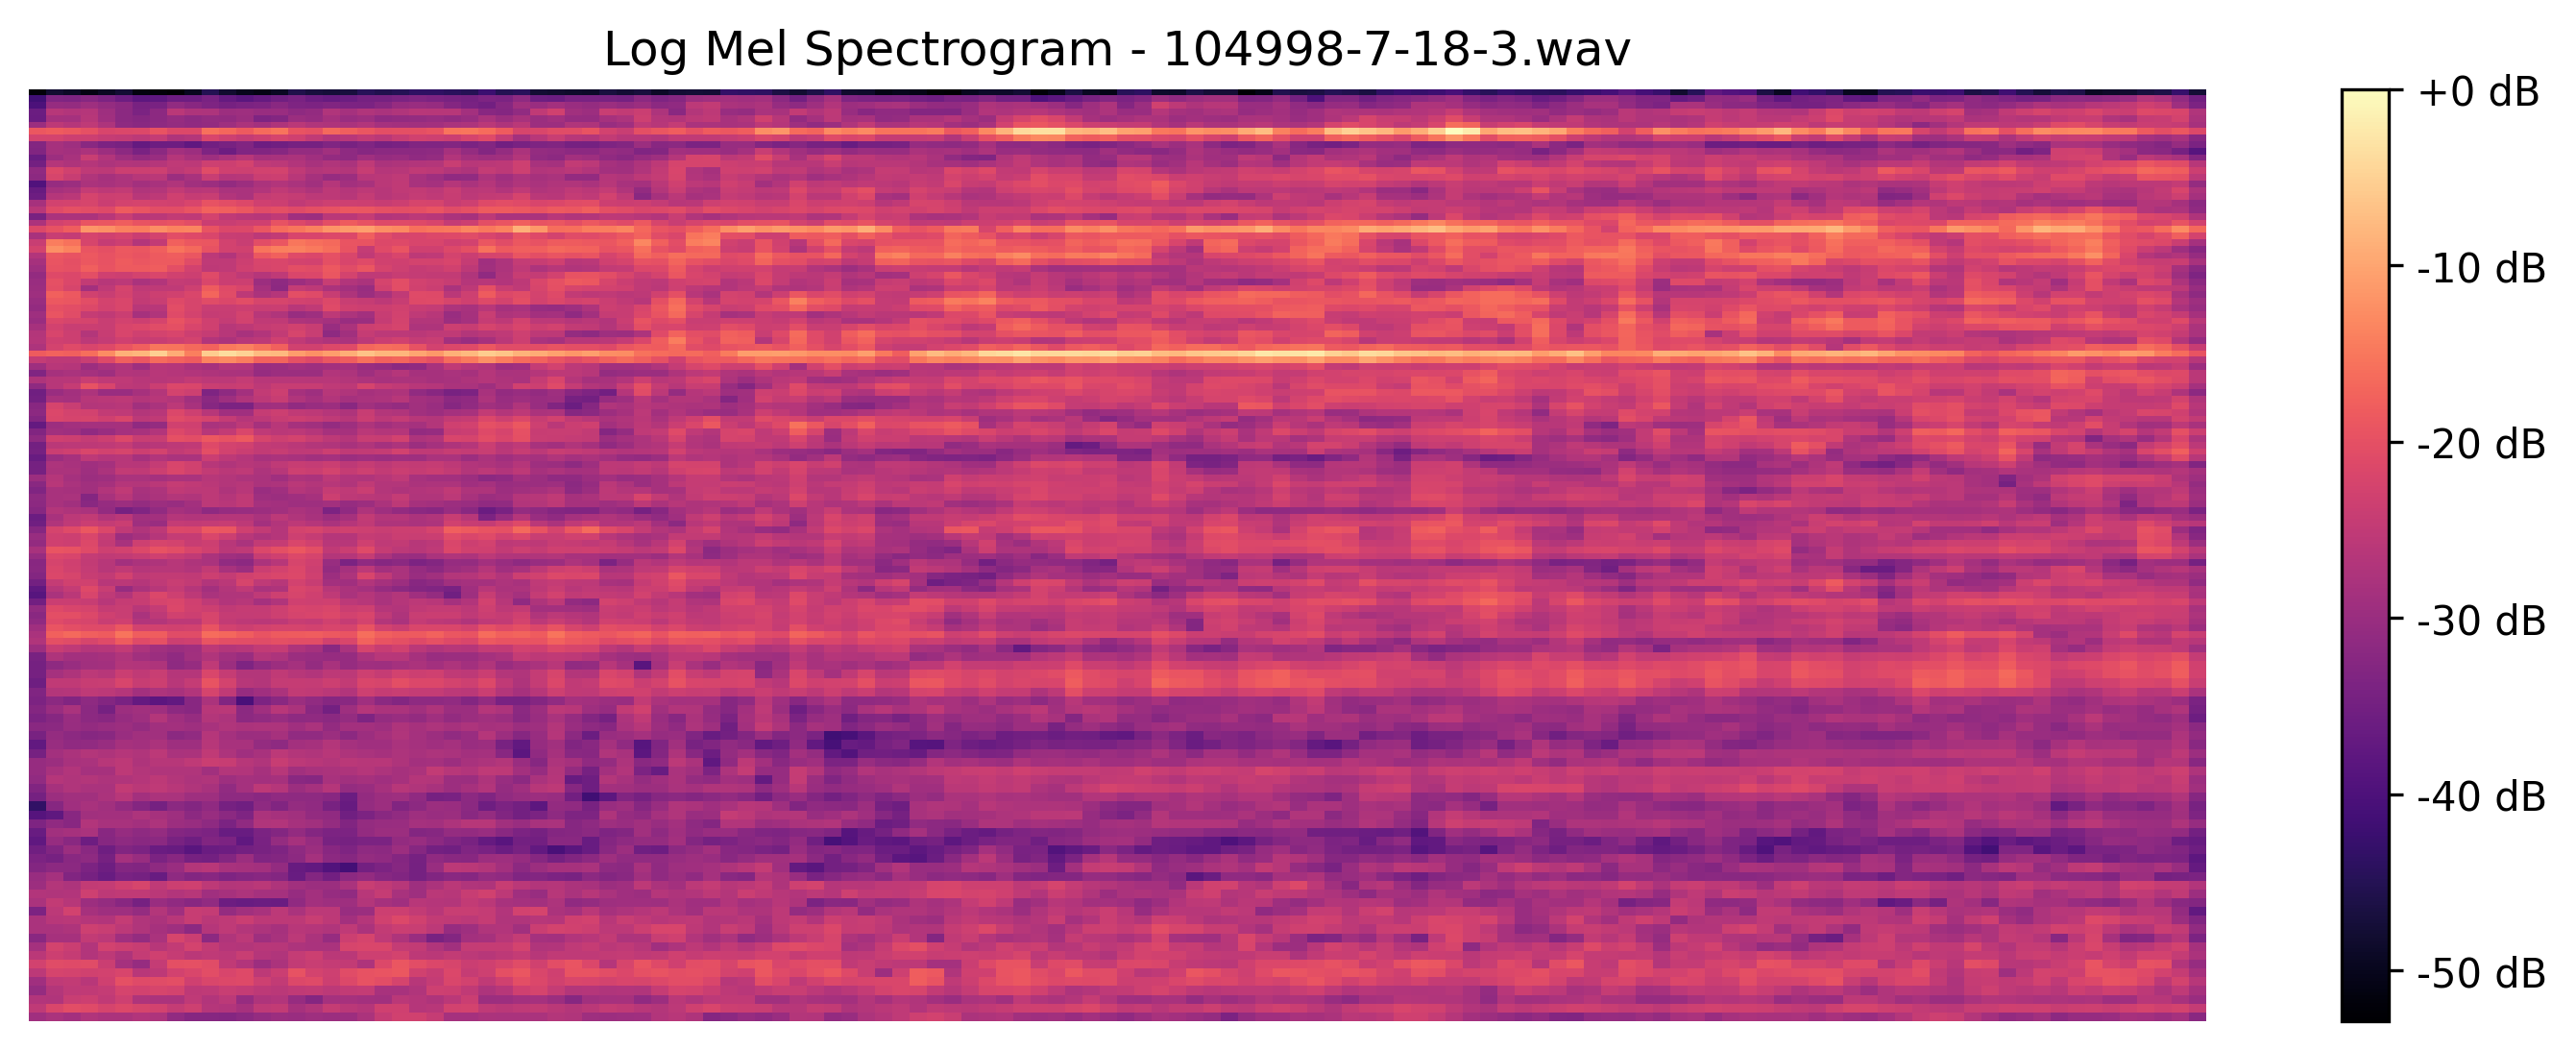 Log Mel Spectrogram - 104998-7-18-3.wav
+0 dB
-10 dB
-20 dB
-30 dB
-40 dB
-50 dB